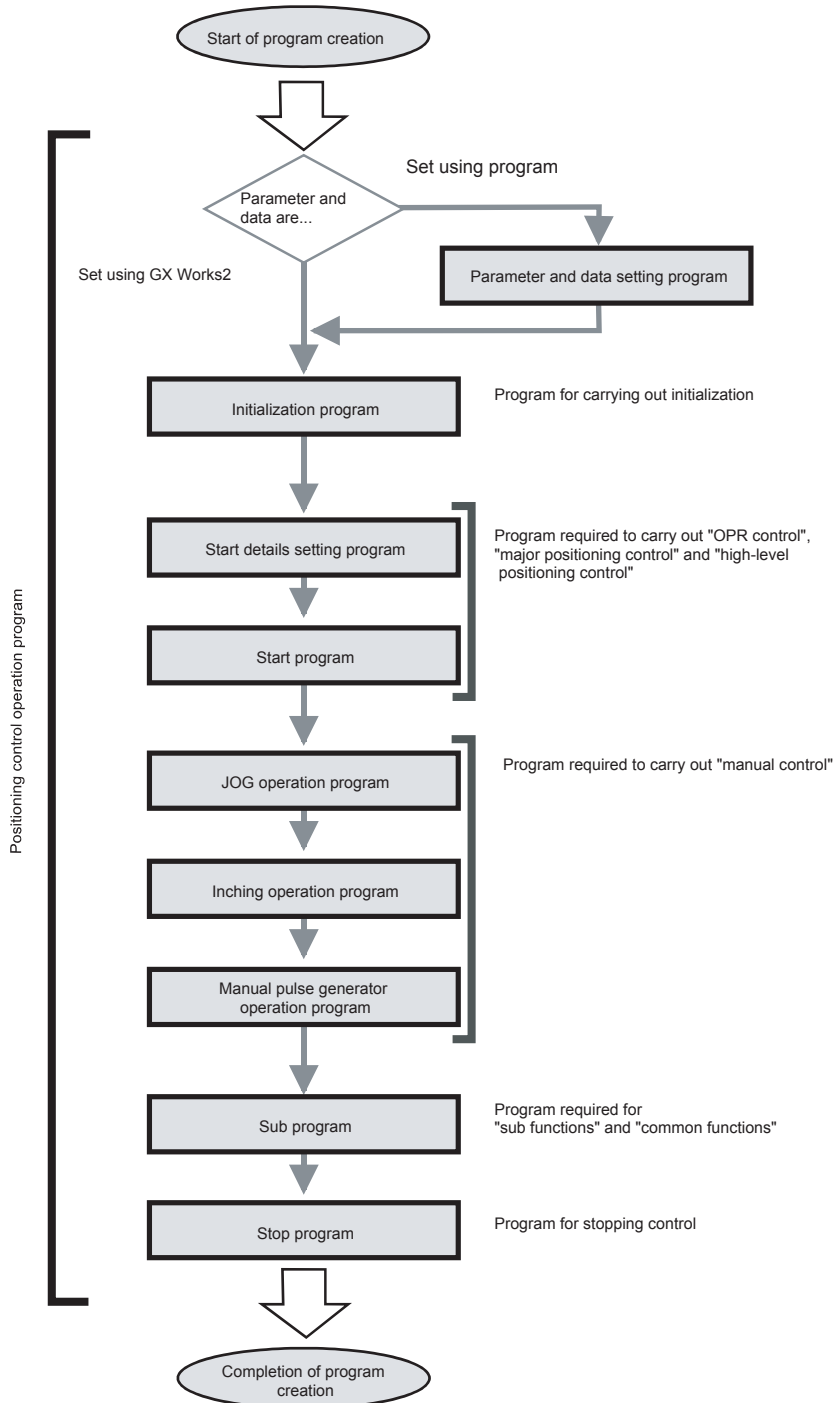 Start of program creation
Set using program
Parameter and
data are...
Set using GX Works2
Parameter and data setting program
Initialization program
Program for carrying out initialization
Start details setting program
Program required to carry out "OPR control",
"major positioning control" and "high-level
positioning control"
Start program
Positioning control operation program
JOG operation program
Program required to carry out "manual control"
Inching operation program
Manual pulse generator
operation program
Sub program
Program required for
"sub functions" and "common functions"
Stop program
Program for stopping control
Completion of program
creation